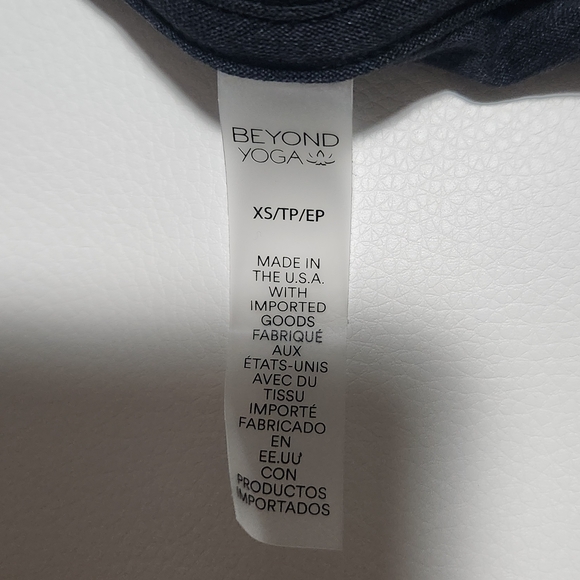 BEYOND
YOGA
XS/TP/EP
MADE IN
THE U.S.A.
WITH
IMPORTED
GOODS
FABRIQUÉ
AUX
ÉTATS-UNIS
AVEC DU
TISSU
IMPORTÉ
FABRICADO
EN
EE.UU'
CON
PRODUCTOS
IMPORTADOS